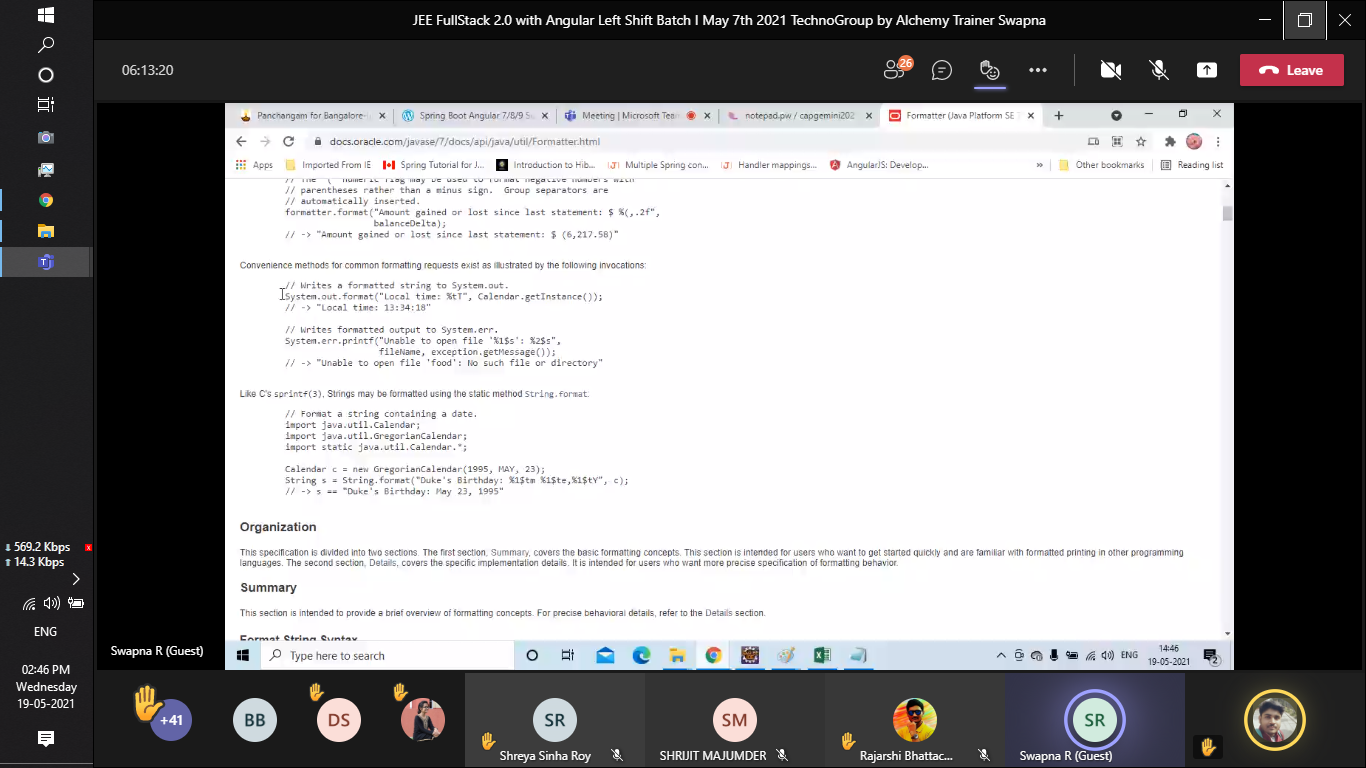 JEE FullStack 2.0 with Angular Left Shift Batch I May 7th 2021 TechnoGroup by Alchemy Trainer Swapna
06:13:20
26
Leave
Panchangam for Bangalore-
Spring Boot Angular 7/8/9 S
Meeting | Microsoft Tea
notepad.pw / capgemini202
Formatter (Java Platform SE
docs.oracle.com/javase/7/docs/api/java/util/Formatter.html
Apps
Imported From IE
Spring Tutorial for J...
Introduction to Hib...
Multiple Spring con...
Handler mappings...
AngularJS: Develop...
»
Other bookmarks
Reading list
// The '(' numeric flag may be used to format negative numbers with
// parentheses rather than a minus sign.  Group separators are
// automatically inserted.
formatter.format("Amount gained or lost since last statement: $ %(,.2f",
balanceDelta);
// -> "Amount gained or lost since last statement: $ (6,217.58)"
Convenience methods for common formatting requests exist as illustrated by the following invocations:
// Writes a formatted string to System.out.
System.out.format("Local time: %tT", Calendar.getInstance());
// -> "Local time: 13:34:18"
// Writes formatted output to System.err.
System.err.printf("Unable to open file '%1$s': %2$s",
fileName, exception.getMessage());
// -> "Unable to open file 'food': No such file or directory"
Like C's sprintf(3), Strings may be formatted using the static method String.format:
// Format a string containing a date.
import java.util.Calendar;
import java.util.GregorianCalendar;
import static java.util.Calendar.*;
Calendar c = new GregorianCalendar(1995, MAY, 23);
String s = String.format("Duke's Birthday: %1$tm %1$te,%1$tY", c);
// -> s == "Duke's Birthday: May 23, 1995"
Organization
This specification is divided into two sections. The first section, Summary, covers the basic formatting concepts. This section is intended for users who want to get started quickly and are familiar with formatted printing in other programming
languages. The second section, Details, covers the specific implementation details. It is intended for users who want more precise specification of formatting behavior.
Summary
This section is intended to provide a brief overview of formatting concepts. For precise behavioral details, refer to the Details section.
Format String Syntax
Swapna R (Guest)
Type here to search
ENG
14:46
19-05-2021
2
569.2 Kbps
x
14.3 Kbps
ENG
02:46 PM
Wednesday
19-05-2021
+41
BB
DS
SR
Shreya Sinha Roy
SM
SHRIJIT MAJUMDER
Rajarshi Bhattac...
SR
Swapna R (Guest)